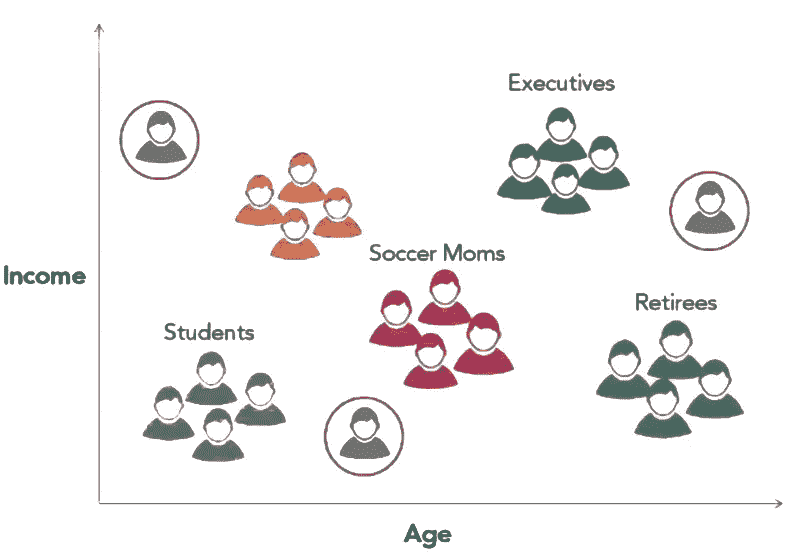 Executives
Soccer Moms
Income
Retirees
Students
Age